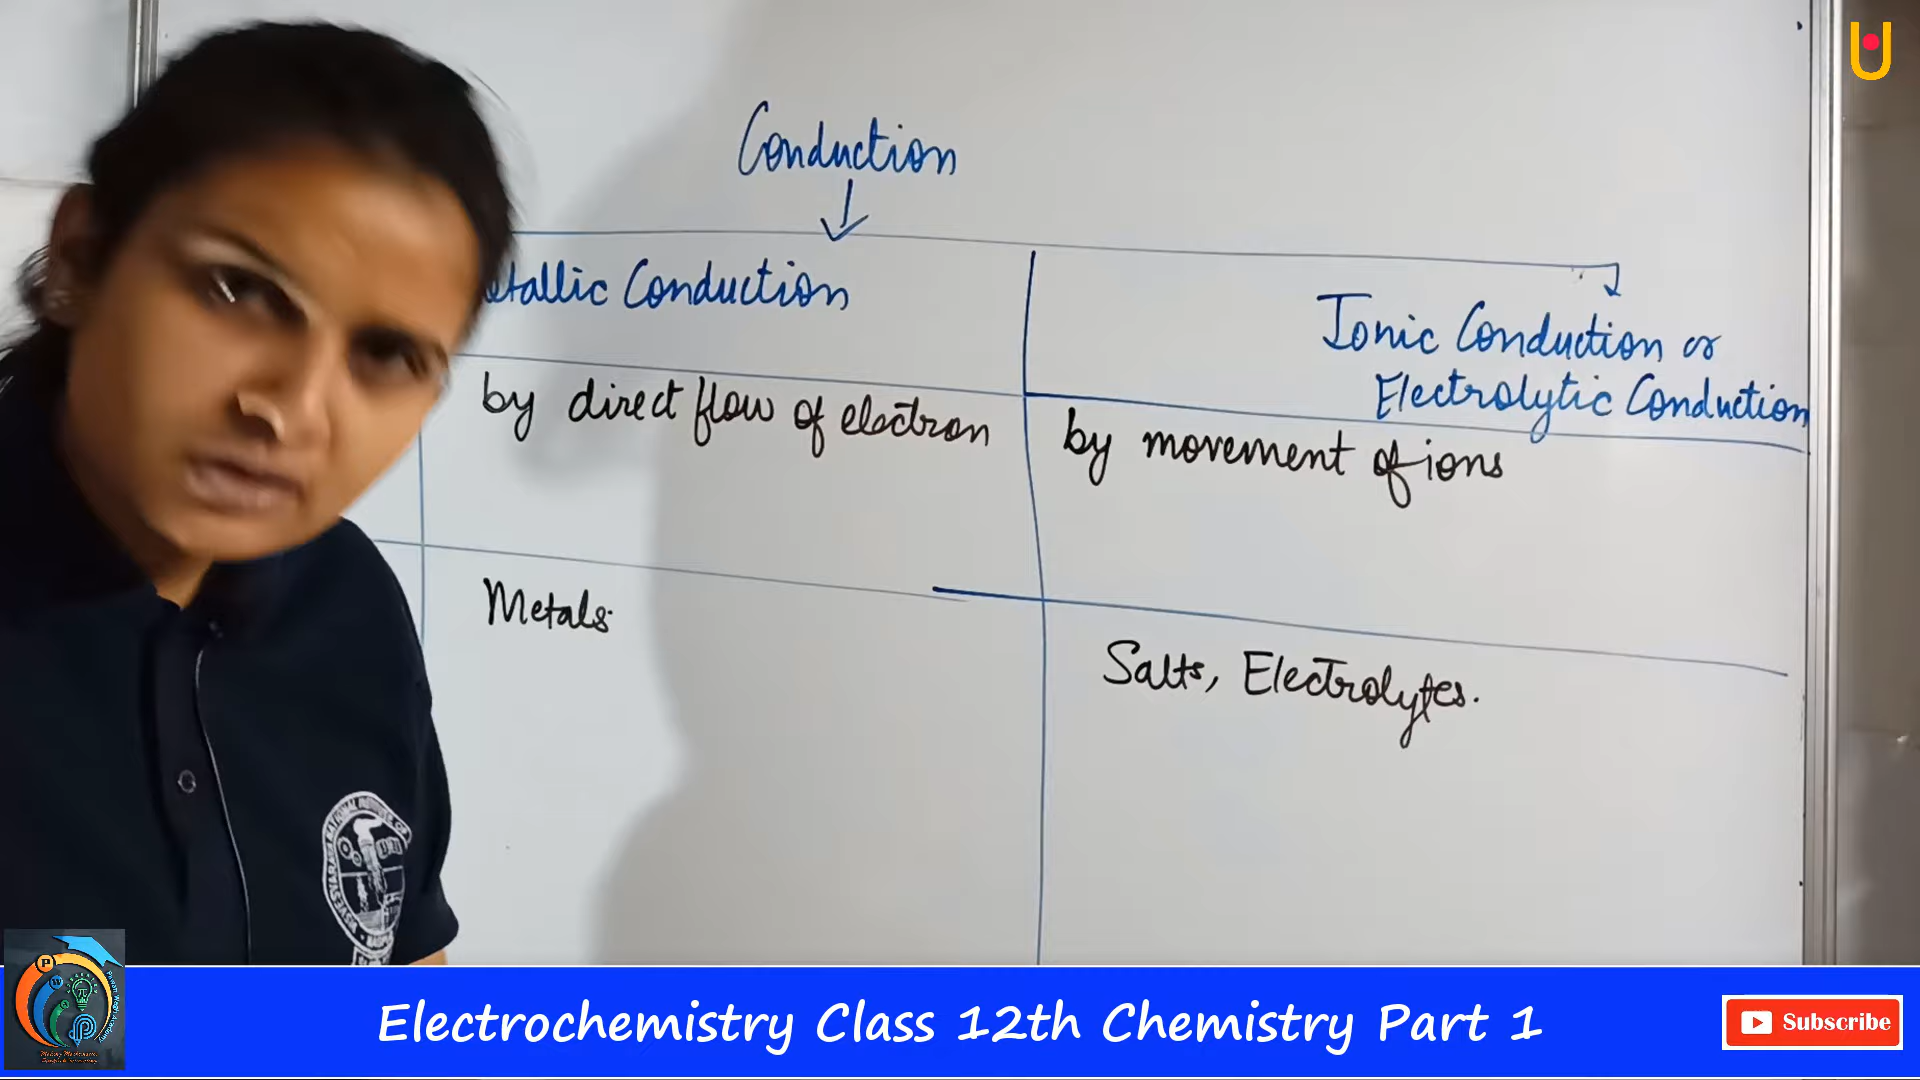 Conduction
etallic Conduction
Ionic Conduction or
Electrolytic Conduction
by direct flow of electron
by movement of ions
Metals.
Salts, Electrolytes.
Electrochemistry Class 12th Chemistry Part 1
Subscribe